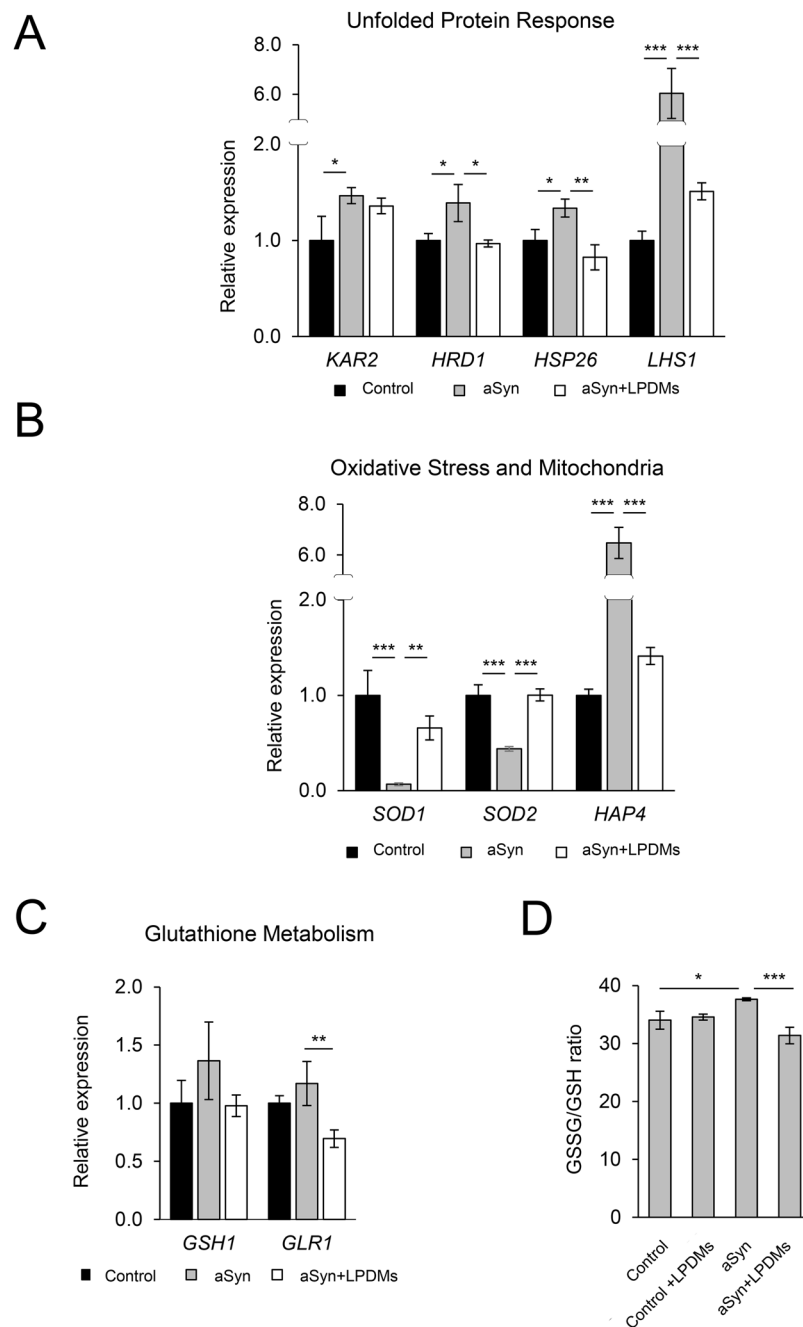 A
Unfolded Protein Response
8.0
6.0
2.0
1.0
0.0
Relative expression
*
*
*
*
**
***
***
KAR2 HRD1 HSP26 LHS1
Control aSyn aSyn+LPDMs
B
Oxidative Stress and Mitochondria
8.0
6.0
2.0
1.0
0.0
Relative expression
***
**
***
***
***
***
SOD1 SOD2 HAP4
Control aSyn aSyn+LPDMs
C
Glutathione Metabolism
2.0
1.5
1.0
0.5
0.0
Relative expression
**
GSH1 GLR1
Control aSyn aSyn+LPDMs
D
40
30
20
10
0
GSSG/GSH ratio
*
***
Control
Control +LPDMs
aSyn
aSyn+LPDMs